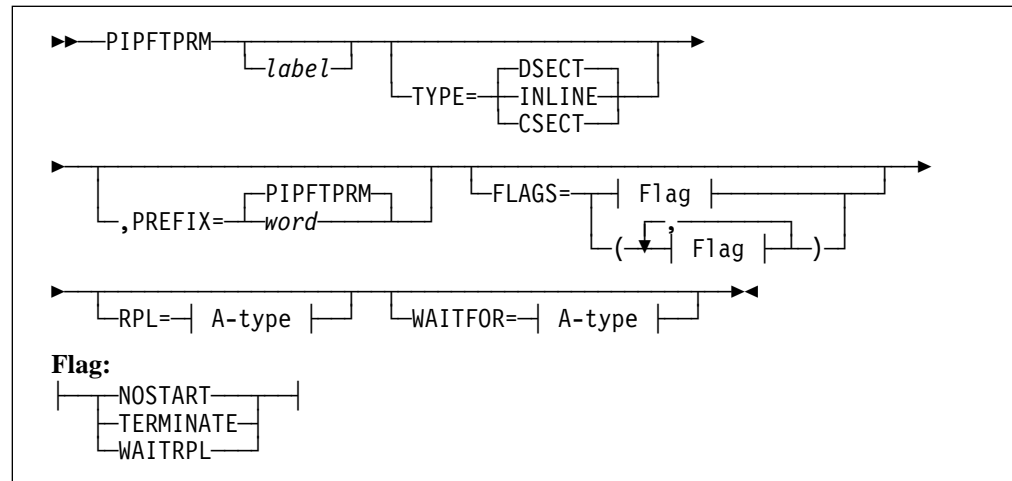 PIPFTPRM
label
TYPE= DSECT
INLINE
CSECT
,PREFIX= PIPFTPRM
word
FLAGS= Flag
( , Flag )
RPL= A-type WAITFOR= A-type
Flag:
NOSTART
TERMINATE
WAITRPL